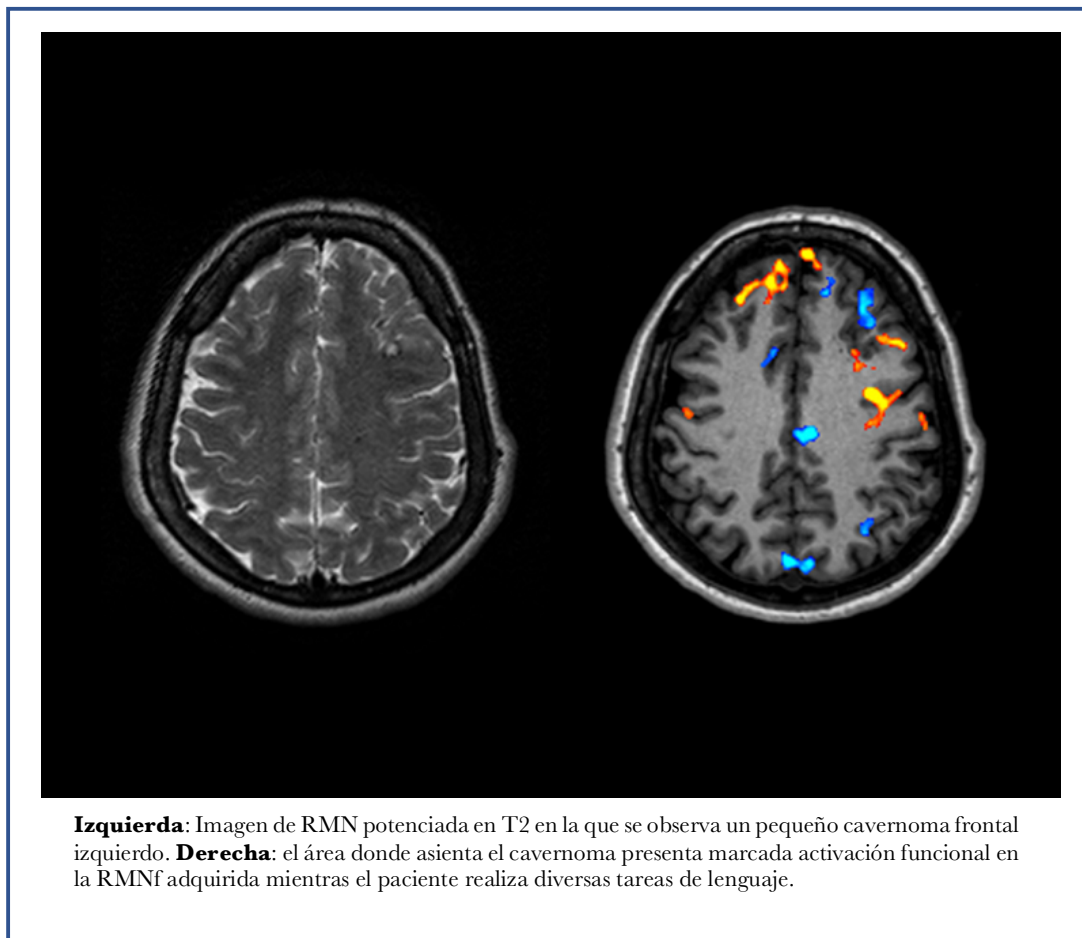 Izquierda: Imagen de RMN potenciada en T2 en la que se observa un pequeño cavernoma frontal
izquierdo. Derecha: el área donde asienta el cavernoma presenta marcada activación funcional en
la RMNf adquirida mientras el paciente realiza diversas tareas de lenguaje.